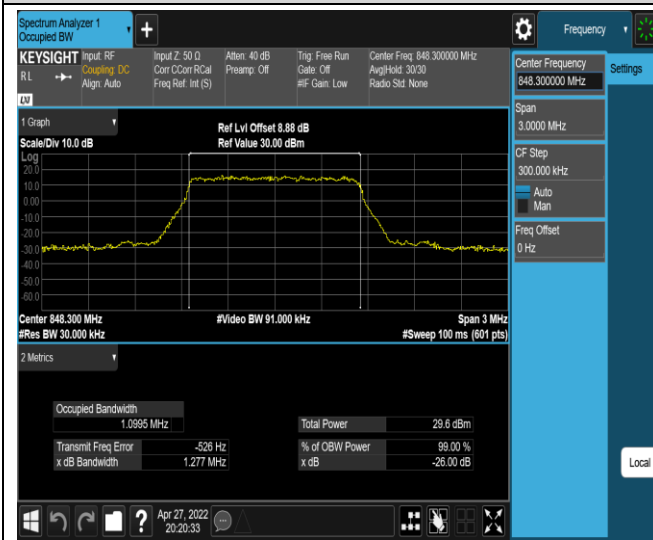 Spectrum Analyzer 1
Occupied BW
Frequency
KEYSIGHT
Input: RF
Coupling: DC
Align: Auto
Input Z: 50 Ω
Corr CCorr RCal
Freq Ref: Int (S)
Atten: 40 dB
Preamp: Off
Trig: Free Run
Gate: Off
#IF Gain: Low
Center Freq: 848.300000 MHz
Avg|Hold: 30/30
Radio Std: None
RL
LXI
Center Frequency
848.300000 MHz
Settings
Span
3.0000 MHz
CF Step
300.000 kHz
Auto
Man
Freq Offset
0 Hz
1 Graph
Scale/Div 10.0 dB
Ref Lvl Offset 8.88 dB
Ref Value 30.00 dBm
Log
20.0
10.0
0.00
-10.0
-20.0
-30.0
-40.0
-50.0
-60.0
Center 848.300 MHz
#Video BW 91.000 kHz
Span 3 MHz
#Res BW 30.000 kHz
#Sweep 100 ms (601 pts)
2 Metrics
Occupied Bandwidth
1.0995 MHz
Total Power 29.6 dBm
Transmit Freq Error -526 Hz
% of OBW Power 99.00 %
x dB Bandwidth 1.277 MHz
x dB -26.00 dB
Local
?
Apr 27, 2022
20:20:33